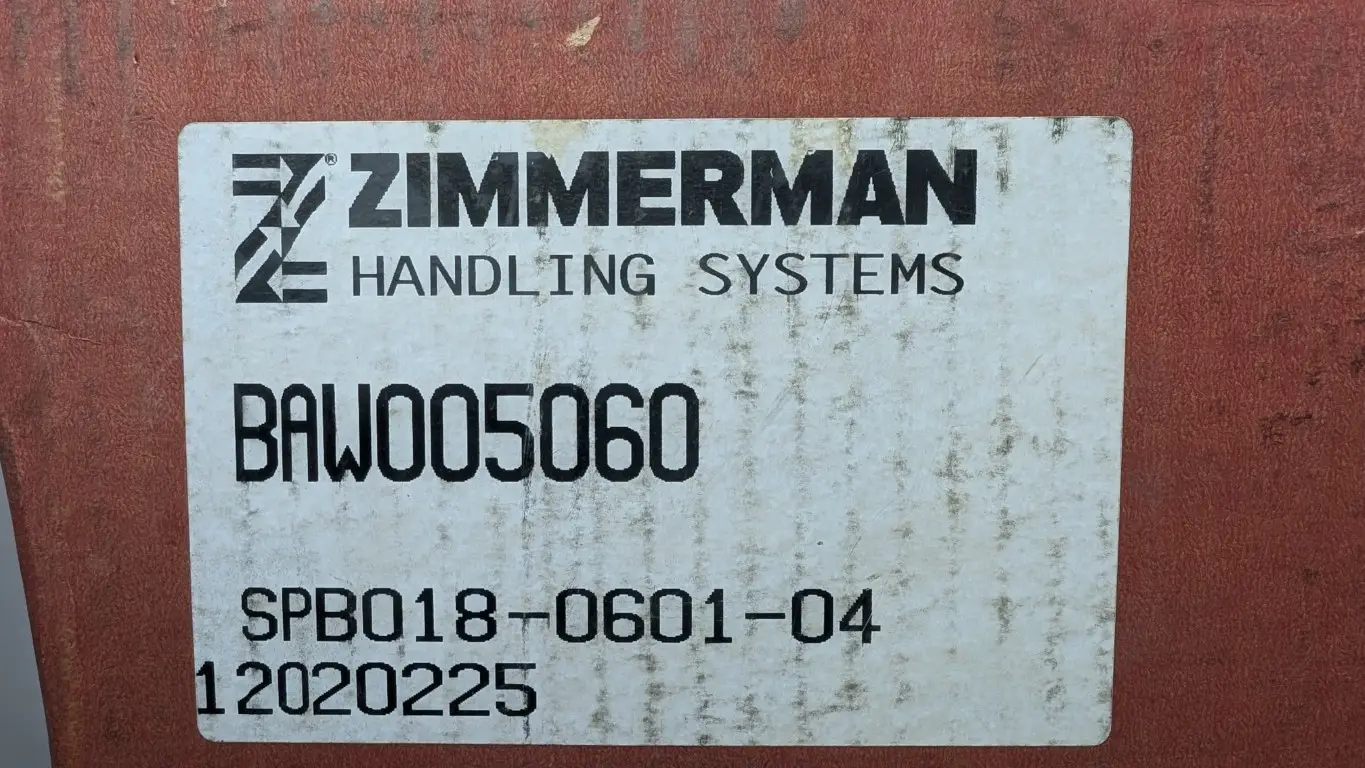 ® ZIMMERMAN
HANDLING SYSTEMS
BAW005060
SPB018-0601-04
12020225